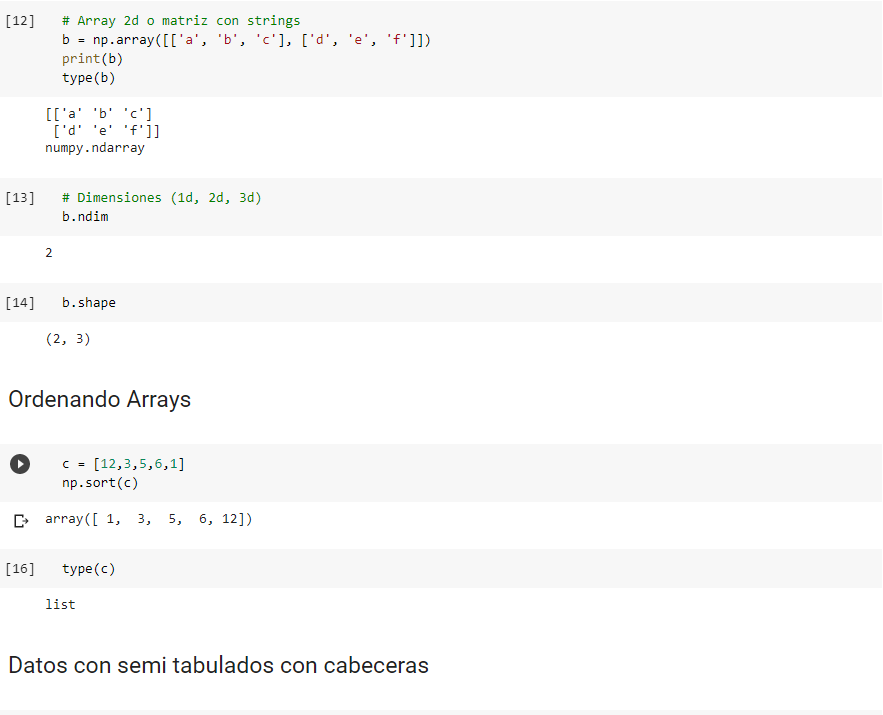 [12] # Array 2d o matriz con strings
b = np.array([['a', 'b', 'c'], ['d', 'e', 'f']])
print(b)
type(b)
[['a' 'b' 'c']
 ['d' 'e' 'f']]
numpy.ndarray
[13] # Dimensiones (1d, 2d, 3d)
b.ndim
2
[14] b.shape
(2, 3)
Ordenando Arrays
c = [12,3,5,6,1]
np.sort(c)
array([ 1,  3,  5,  6, 12])
[16] type(c)
list
Datos con semi tabulados con cabeceras